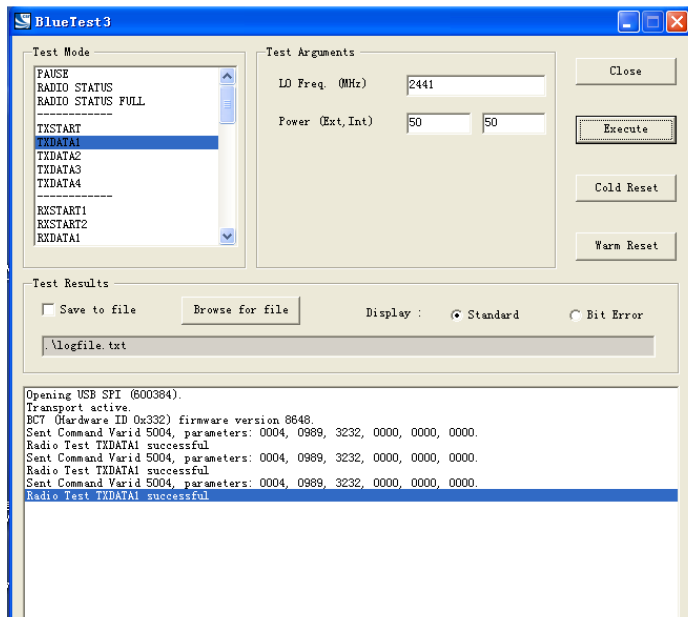 BlueTest3
Test Mode
PAUSE
RADIO STATUS
RADIO STATUS FULL
------------
TXSTART
TXDATA1
TXDATA2
TXDATA3
TXDATA4
------------
RXSTART1
RXSTART2
RXDATA1
Test Arguments
LO Freq. (MHz) 2441
Power (Ext,Int) 50 50
Close
Execute
Cold Reset
Warm Reset
Test Results
Save to file Browse for file Display : Standard Bit Error
.\logfile.txt
Opening USB SPI (600384).
Transport active.
BC7 (Hardware ID 0x332) firmware version 8648.
Sent Command Varid 5004, parameters: 0004, 0989, 3232, 0000, 0000, 0000.
Radio Test TXDATA1 successful
Sent Command Varid 5004, parameters: 0004, 0989, 3232, 0000, 0000, 0000.
Radio Test TXDATA1 successful
Sent Command Varid 5004, parameters: 0004, 0989, 3232, 0000, 0000, 0000.
Radio Test TXDATA1 successful